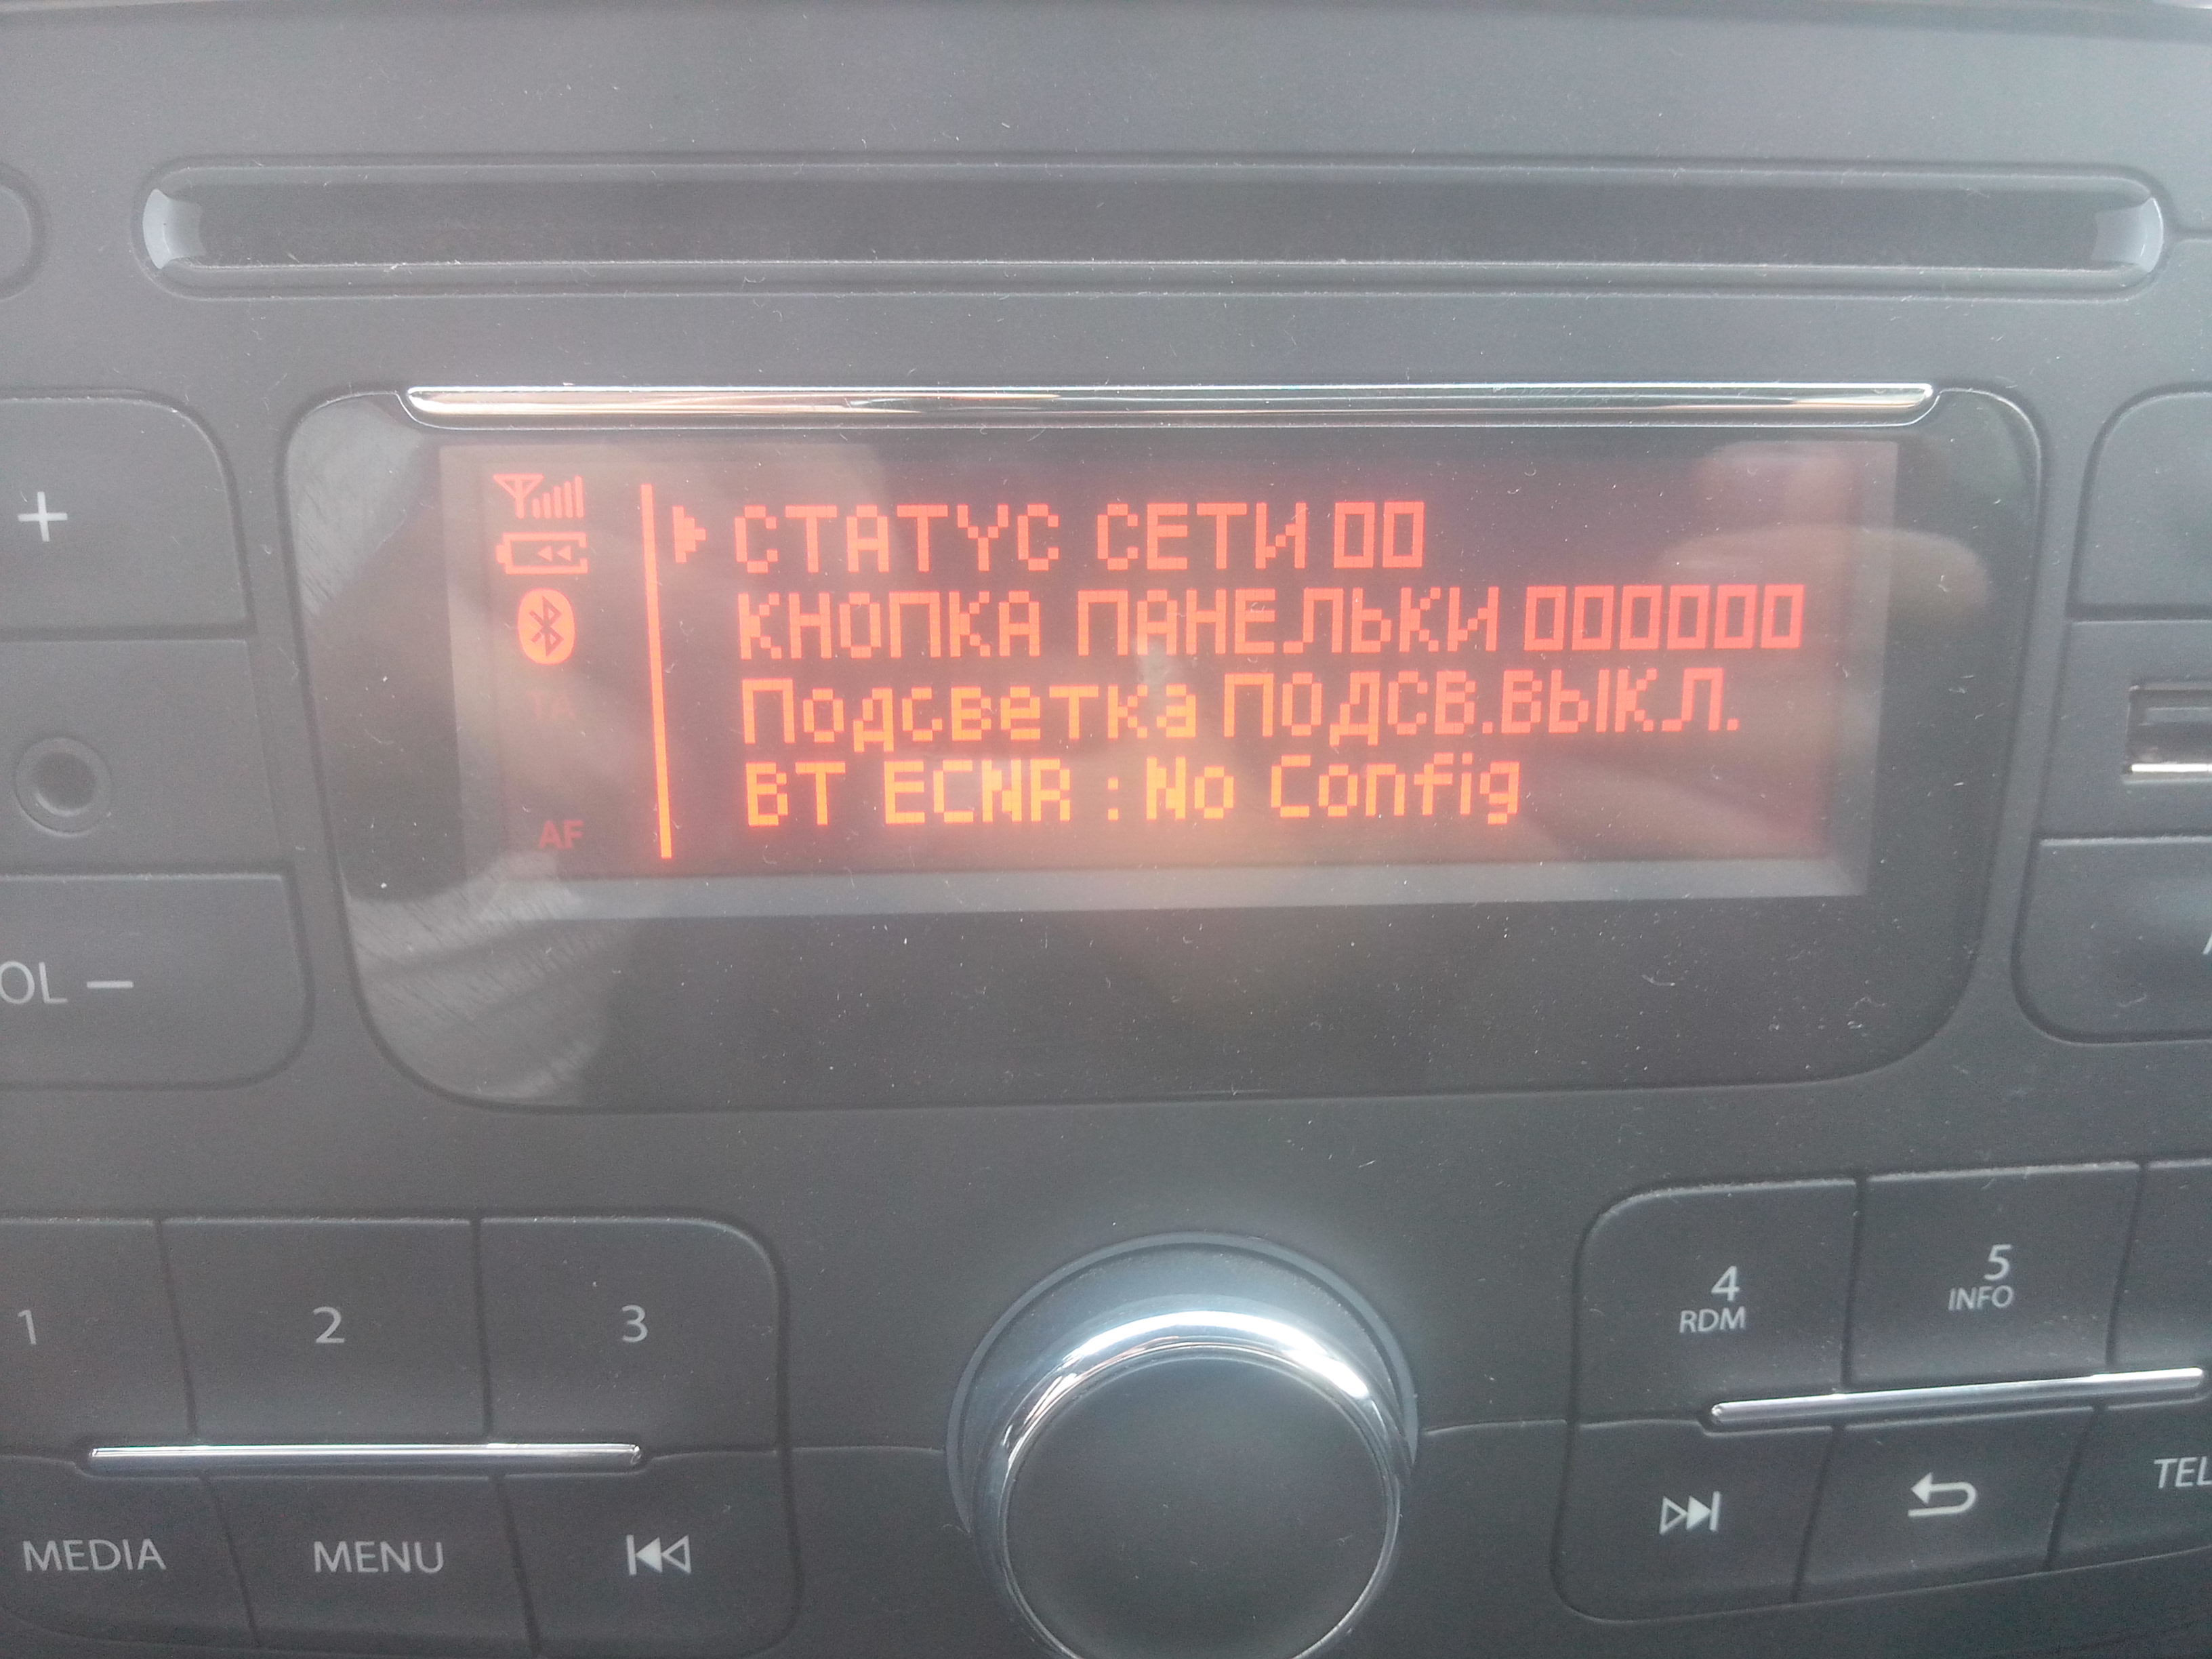 СТАТУС СЕТИ 00
КНОПКА ПАНЕЛЬКИ 000000
Подсветка ПОДСВ.ВЫКЛ.
BT ECNR : No Config
TA
AF
+
OL −
1
2
3
4
RDM
5
INFO
MEDIA
MENU
TEL